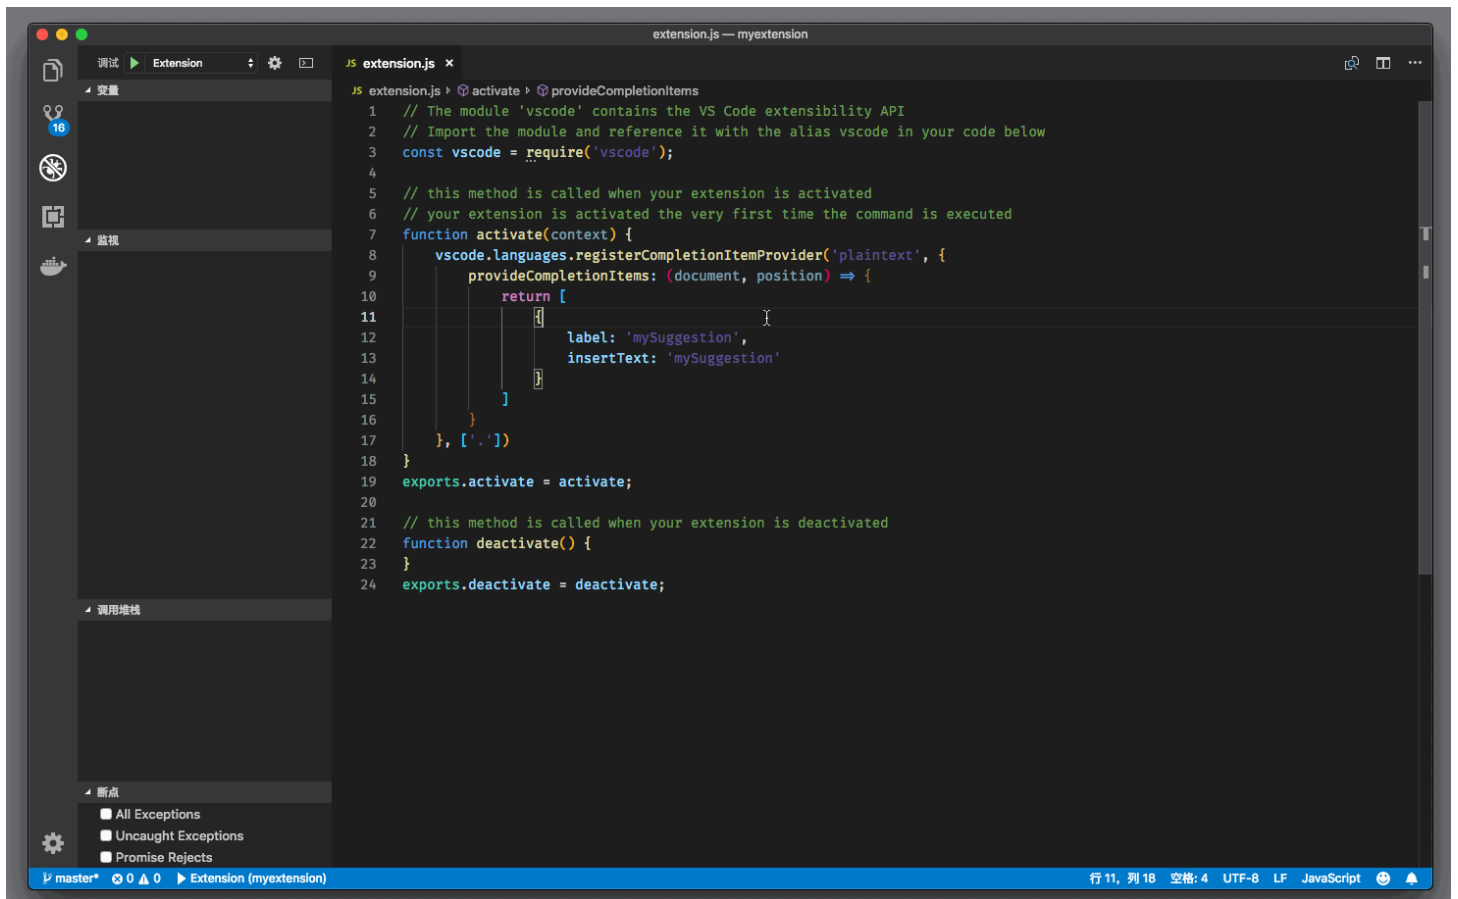 extension.js — myextension
调试 Extension
JS extension.js ×
变量
JS extension.js activate provideCompletionItems
16
监视
调用堆栈
断点
All Exceptions
Uncaught Exceptions
Promise Rejects
1 // The module 'vscode' contains the VS Code extensibility API
2 // Import the module and reference it with the alias vscode in your code below
3 const vscode = require('vscode');
4
5 // this method is called when your extension is activated
6 // your extension is activated the very first time the command is executed
7 function activate(context) {
8 vscode.languages.registerCompletionItemProvider('plaintext', {
9 provideCompletionItems: (document, position) => {
10 return [
11 {
12 label: 'mySuggestion',
13 insertText: 'mySuggestion'
14 }
15 ]
16 }
17 }, ['.'])
18 }
19 exports.activate = activate;
20
21 // this method is called when your extension is deactivated
22 function deactivate() {
23 }
24 exports.deactivate = deactivate;
master* 0 0 Extension (myextension)
行 11, 列 18 空格: 4 UTF-8 LF JavaScript